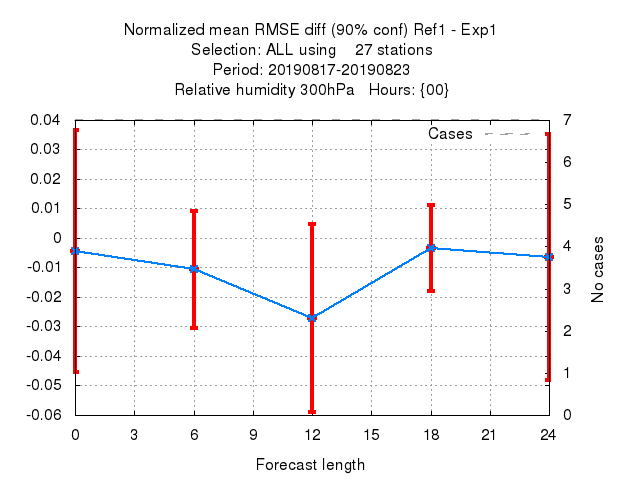 Normalized mean RMSE diff (90% conf) Ref1 - Exp1
Selection: ALL using    27 stations
Period: 20190817-20190823
Relative humidity 300hPa   Hours: {00}
Cases
0.04
0.03
0.02
0.01
0
-0.01
-0.02
-0.03
-0.04
-0.05
-0.06
7
6
5
4
3
2
1
0
No cases
0 3 6 9 12 15 18 21 24
Forecast length